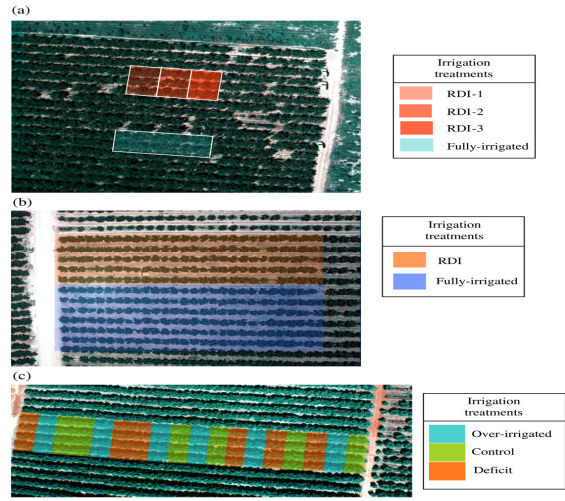 (a)
Irrigation
treatments
RDI-1
RDI-2
RDI-3
Fully-irrigated
(b)
Irrigation
treatments
RDI
Fully-irrigated
(c)
Irrigation
treatments
Over-irrigated
Control
Deficit